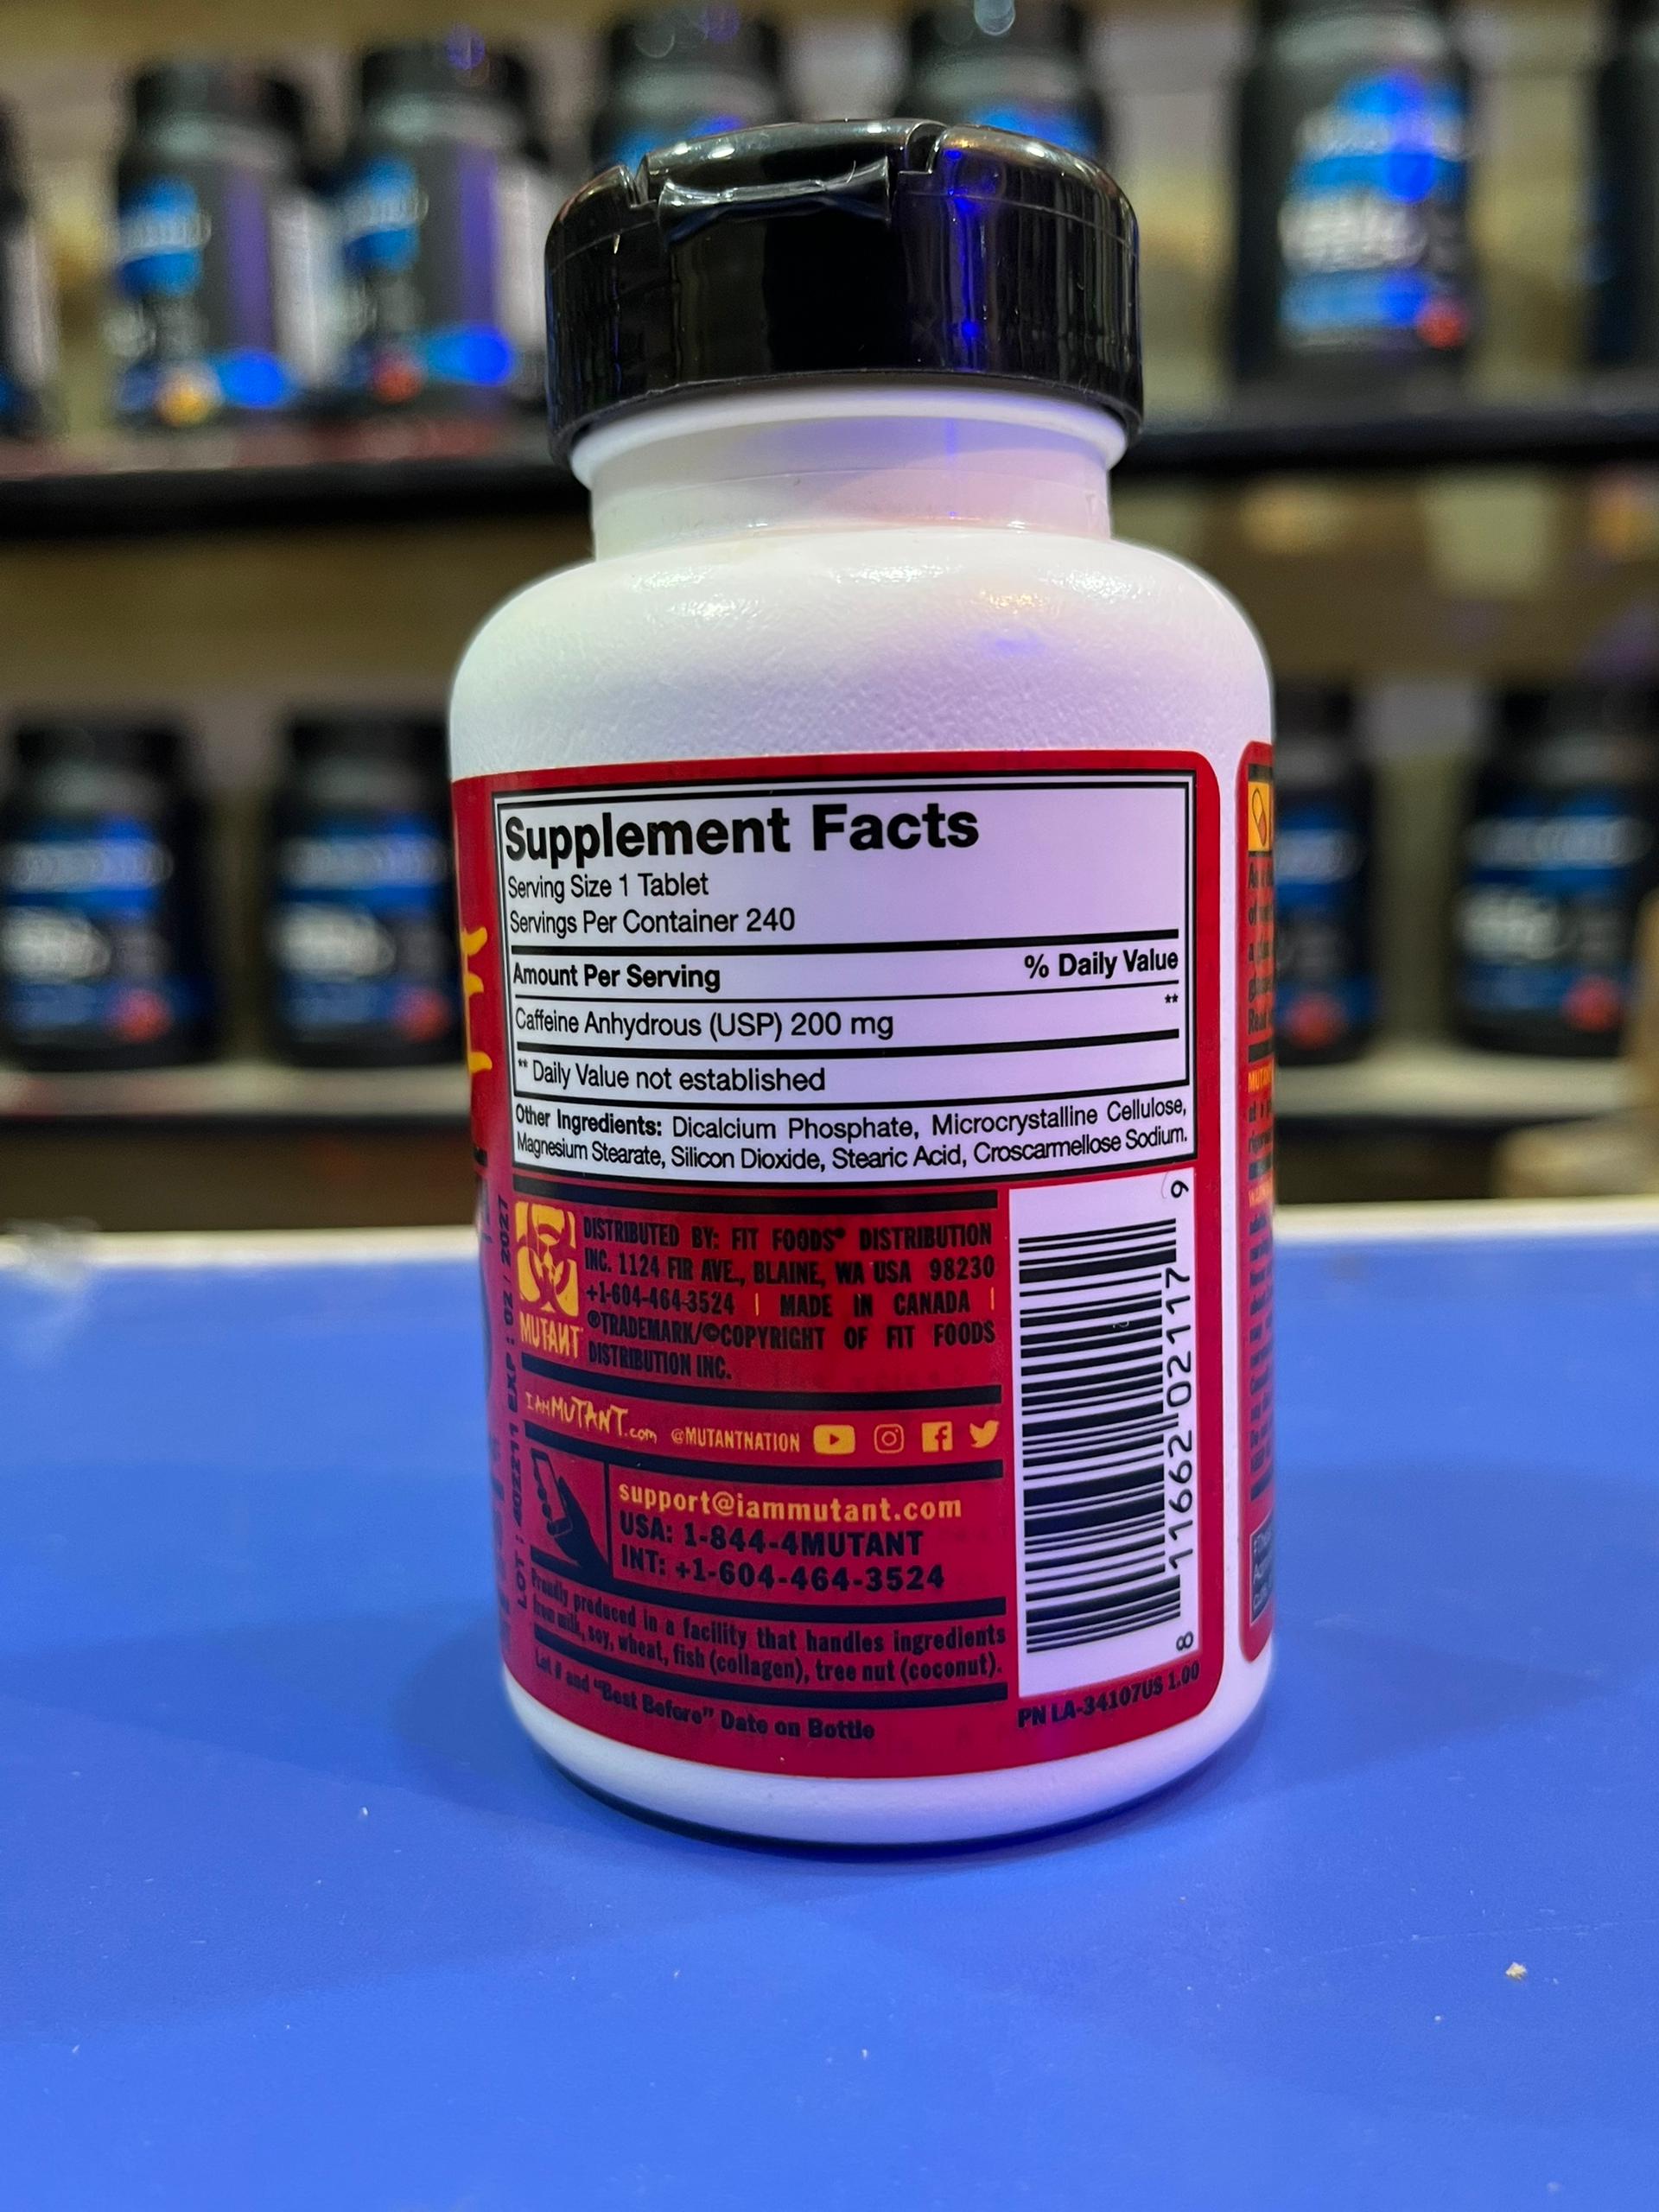 Supplement Facts
Serving Size 1 Tablet
Servings Per Container 240
Amount Per Serving % Daily Value
Caffeine Anhydrous (USP) 200 mg **
** Daily Value not established
Other Ingredients: Dicalcium Phosphate, Microcrystalline Cellulose,
Magnesium Stearate, Silicon Dioxide, Stearic Acid, Croscarmellose Sodium.
MUTANT
DISTRIBUTED BY: FIT FOODS® DISTRIBUTION
INC. 1124 FIR AVE., BLAINE, WA USA 98230
+1-604-464-3524 | MADE IN CANADA |
®TRADEMARK/©COPYRIGHT OF FIT FOODS
DISTRIBUTION INC.
IAMMUTANT.com @MUTANTNATION
support@iammutant.com
USA: 1-844-4MUTANT
INT: +1-604-464-3524
Proudly produced in a facility that handles ingredients
from milk, soy, wheat, fish (collagen), tree nut (coconut).
Lot # and "Best Before" Date on Bottle
8 11662 02117 9
PN LA-34107US 1.00
EXP : 02 / 2027